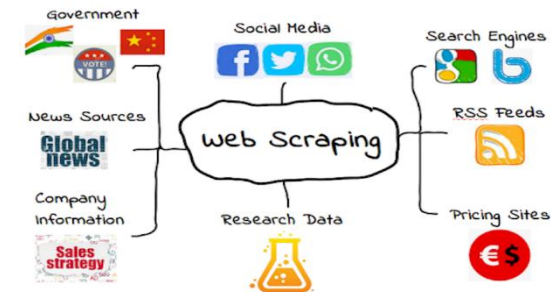 Government
VOTE!
Social Media
Search Engines
News Sources
Global
news
Web Scraping
RSS Feeds
Company
Information
Sales
strategy
Research Data
Pricing Sites
€$